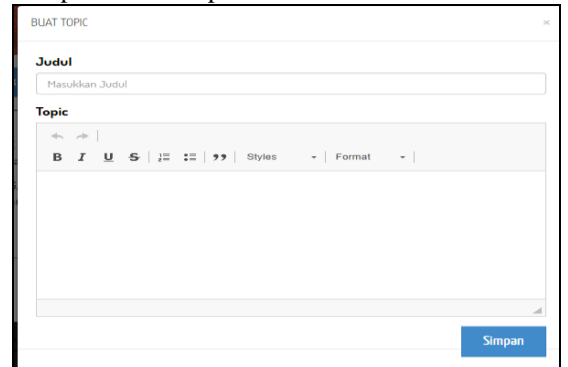 BUAT TOPIC ×
Judul
Masukkan Judul
Topic
B I U S Styles Format
Simpan